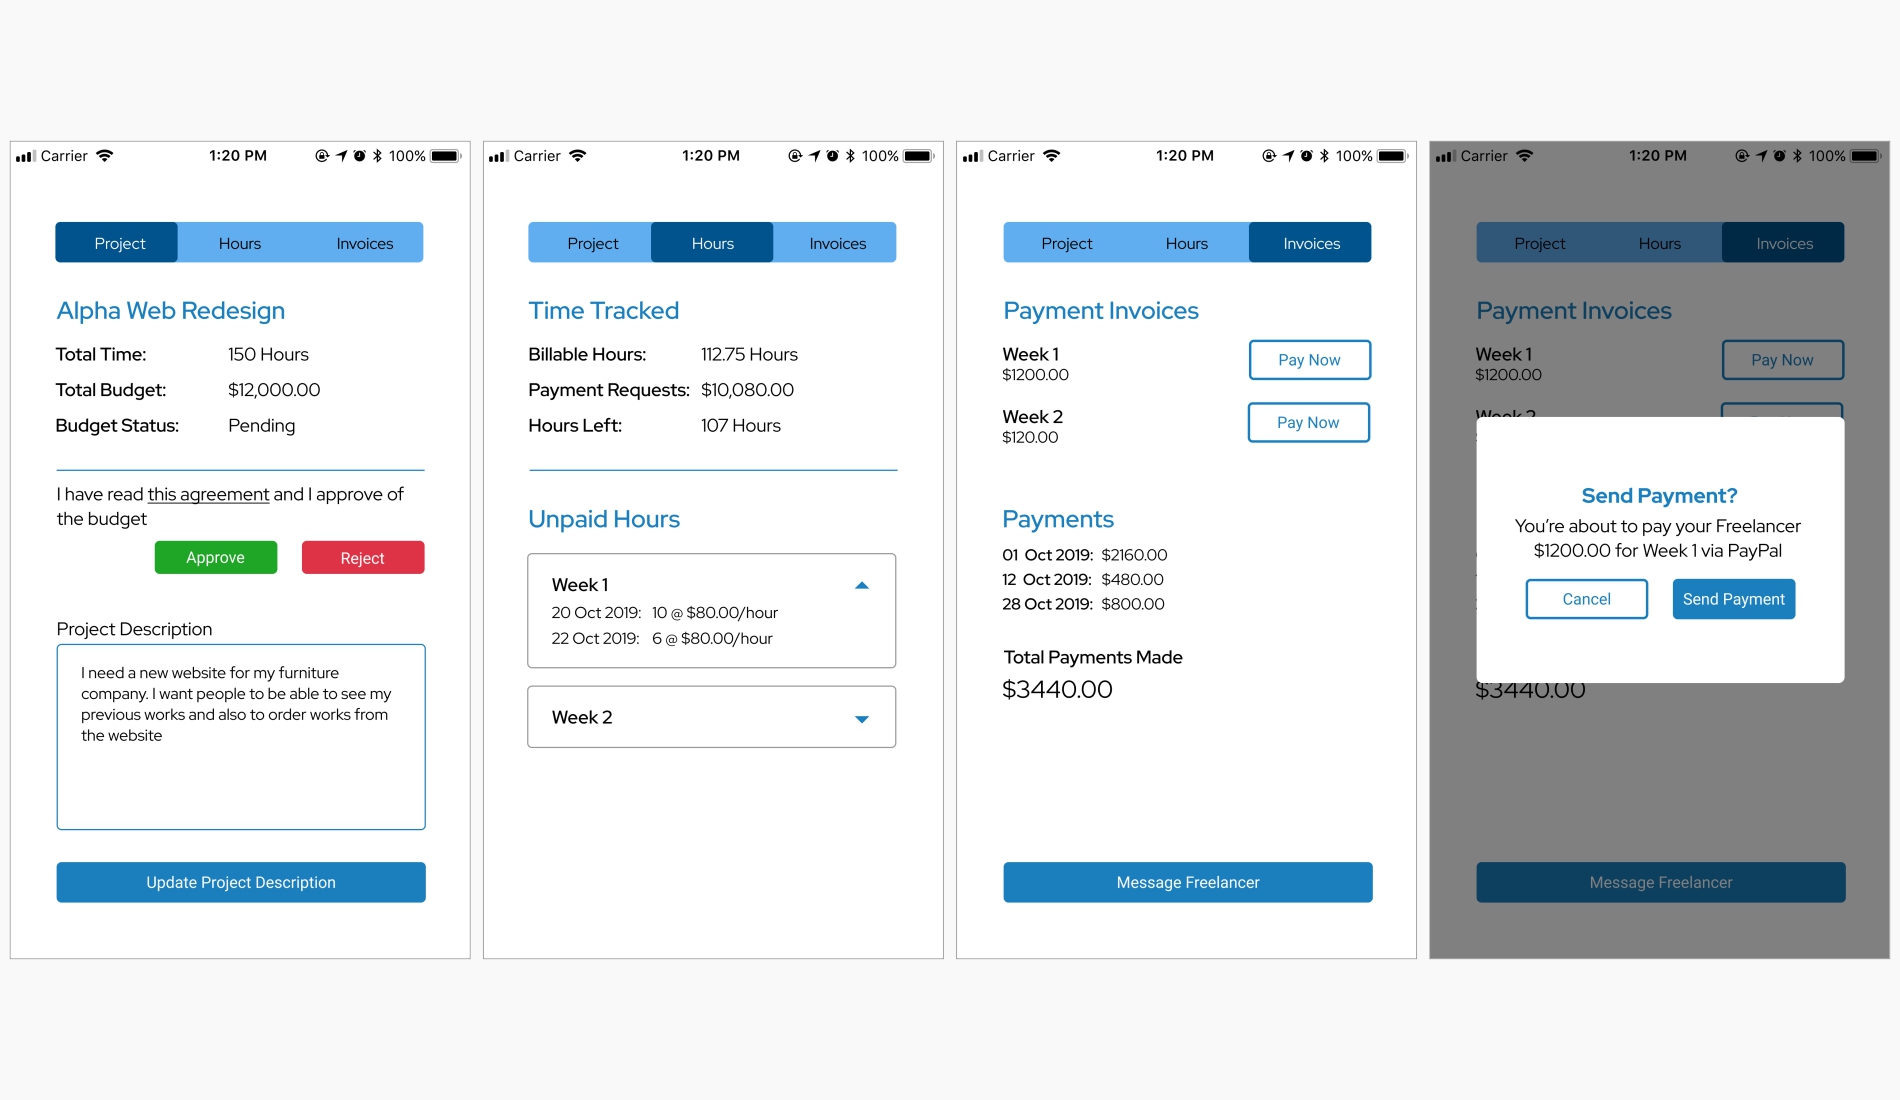 Carrier 1:20 PM 100%
Project Hours Invoices
Alpha Web Redesign
Total Time: 150 Hours
Total Budget: $12,000.00
Budget Status: Pending
I have read this agreement and I approve of
the budget
Approve Reject
Project Description
I need a new website for my furniture
company. I want people to be able to see my
previous works and also to order works from
the website
Update Project Description
Carrier 1:20 PM 100%
Project Hours Invoices
Time Tracked
Billable Hours: 112.75 Hours
Payment Requests: $10,080.00
Hours Left: 107 Hours
Unpaid Hours
Week 1
20 Oct 2019: 10 @ $80.00/hour
22 Oct 2019: 6 @ $80.00/hour
Week 2
Carrier 1:20 PM 100%
Project Hours Invoices
Payment Invoices
Week 1
$1200.00
Pay Now
Week 2
$120.00
Pay Now
Payments
01 Oct 2019: $2160.00
12 Oct 2019: $480.00
28 Oct 2019: $800.00
Total Payments Made
$3440.00
Message Freelancer
Carrier 1:20 PM 100%
Project Hours Invoices
Payment Invoices
Week 1
$1200.00
Pay Now
Week 2
Send Payment?
You're about to pay your Freelancer
$1200.00 for Week 1 via PayPal
Cancel Send Payment
$3440.00
Message Freelancer